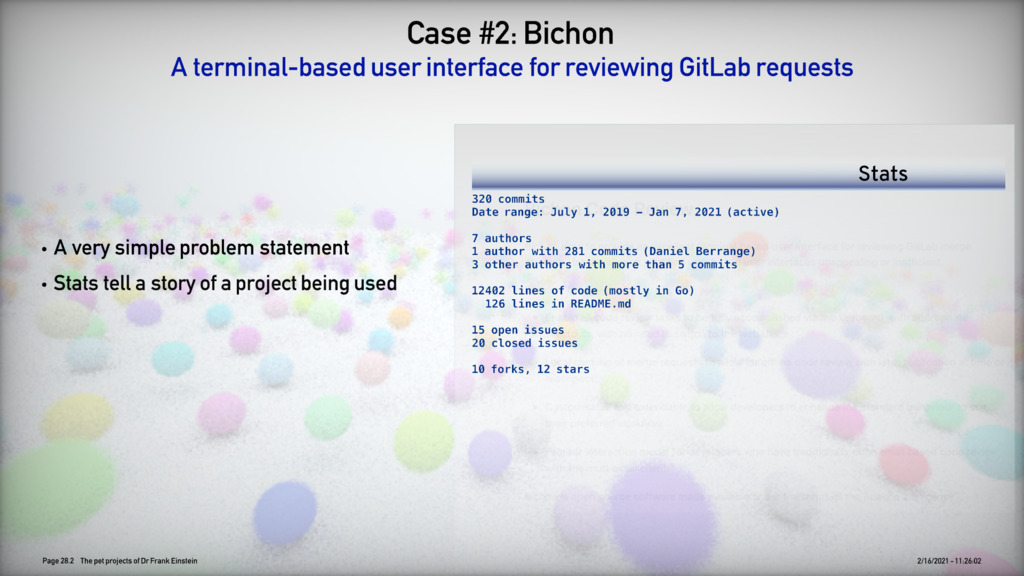 Case #2: Bichon
A terminal-based user interface for reviewing GitLab requests
• A very simple problem statement
• Stats tell a story of a project being used
Stats
320 commits
Date range: July 1, 2019 – Jan 7, 2021 (active)
7 authors
1 author with 281 commits (Daniel Berrange)
3 other authors with more than 5 commits
12402 lines of code (mostly in Go)
126 lines in README.md
15 open issues
20 closed issues
10 forks, 12 stars
Page 28.2 The pet projects of Dr Frank Einstein
2/16/2021 - 11:26:02